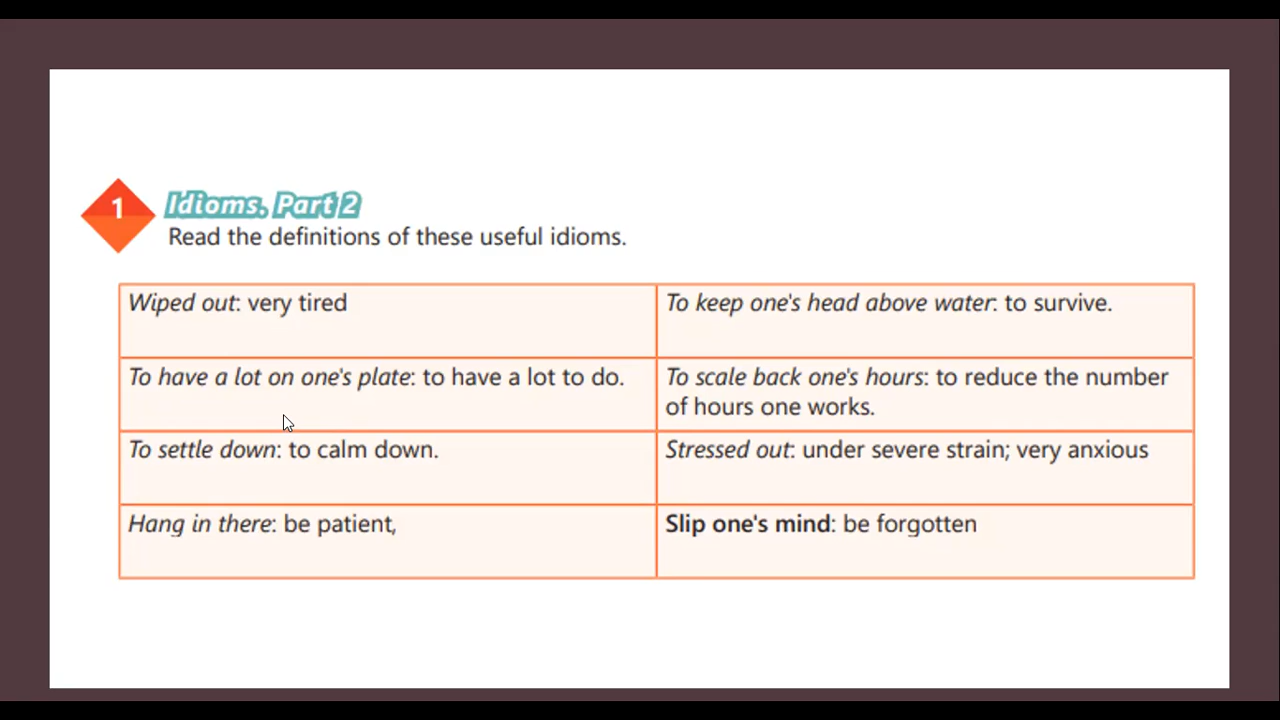 1
Idioms, Part 2
Read the definitions of these useful idioms.
Wiped out: very tired
To keep one's head above water: to survive.
To have a lot on one's plate: to have a lot to do.
To scale back one's hours: to reduce the number
of hours one works.
To settle down: to calm down.
Stressed out: under severe strain; very anxious
Hang in there: be patient,
Slip one's mind: be forgotten